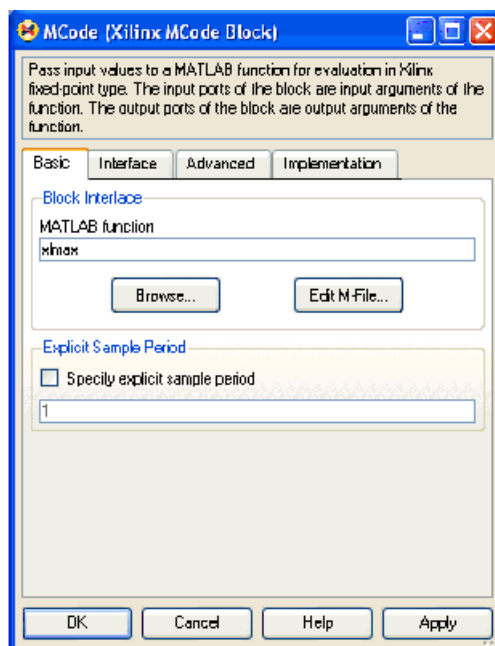 MCode (Xilinx MCode Block)
Pass input values to a MATLAB function for evaluation in Xilinx
fixed-point type. The input ports of the block are input arguments of the
function. The output ports of the block are output arguments of the
function.
Basic Interface Advanced Implementation
Block Interface
MATLAB function
xlmax
Browse... Edit M-File...
Explicit Sample Period
Specify explicit sample period
1
OK Cancel Help Apply